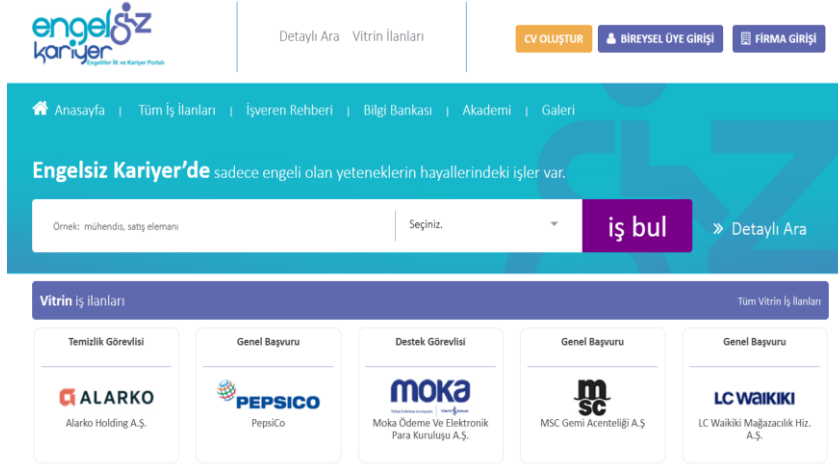 engelsiz
kariyer
Engelliler İK ve Kariyer Portalı
Detaylı Ara Vitrin İlanları
CV OLUŞTUR
BİREYSEL ÜYE GİRİŞİ
FİRMA GİRİŞİ
Anasayfa | Tüm İş İlanları | İşveren Rehberi | Bilgi Bankası | Akademi | Galeri
Engelsiz Kariyer’de sadece engeli olan yeteneklerin hayallerindeki işler var.
Örnek: mühendis, satış elemanı
Seçiniz.
iş bul
» Detaylı Ara
Vitrin iş ilanları
Tüm Vitrin İş İlanları
Temizlik Görevlisi
ALARKO
Alarko Holding A.Ş.
Genel Başvuru
PEPSICO
PepsiCo
Destek Görevlisi
moka
Moka Ödeme Ve Elektronik
Para Kuruluşu A.Ş.
Genel Başvuru
m
SC
MSC Gemi Acenteliği A.Ş
Genel Başvuru
LC WAIKIKI
LC Waikiki Mağazacılık Hiz.
A.Ş.